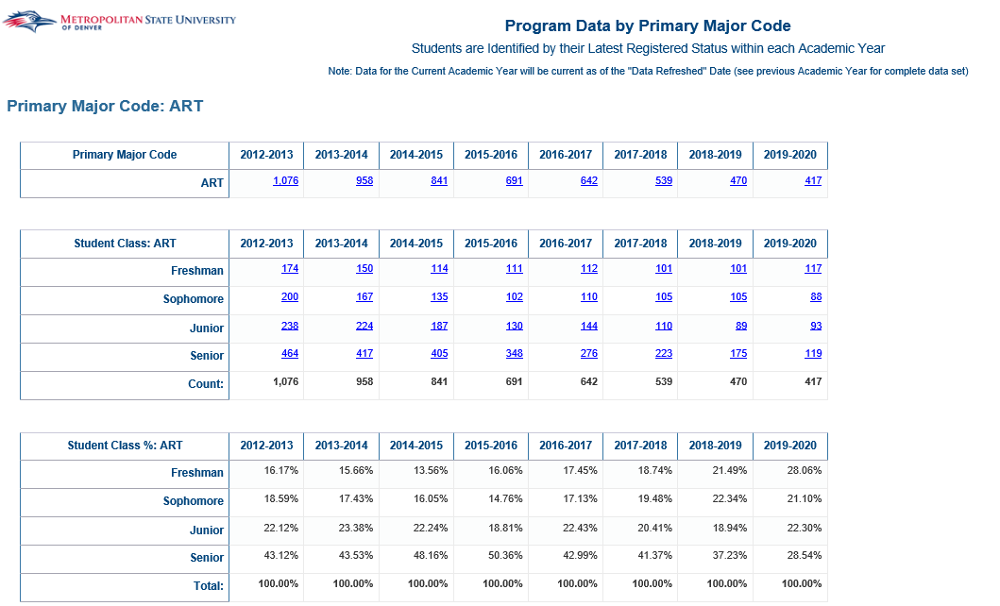 METROPOLITAN STATE UNIVERSITY
OF DENVER
Program Data by Primary Major Code
Students are Identified by their Latest Registered Status within each Academic Year
Note: Data for the Current Academic Year will be current as of the "Data Refreshed" Date (see previous Academic Year for complete data set)
Primary Major Code: ART
Primary Major Code 2012-2013 2013-2014 2014-2015 2015-2016 2016-2017 2017-2018 2018-2019 2019-2020
ART 1,076 958 841 691 642 539 470 417
Student Class: ART 2012-2013 2013-2014 2014-2015 2015-2016 2016-2017 2017-2018 2018-2019 2019-2020
Freshman 174 150 114 111 112 101 101 117
Sophomore 200 167 135 102 110 105 105 88
Junior 238 224 187 130 144 110 89 93
Senior 464 417 405 348 276 223 175 119
Count: 1,076 958 841 691 642 539 470 417
Student Class %: ART 2012-2013 2013-2014 2014-2015 2015-2016 2016-2017 2017-2018 2018-2019 2019-2020
Freshman 16.17% 15.66% 13.56% 16.06% 17.45% 18.74% 21.49% 28.06%
Sophomore 18.59% 17.43% 16.05% 14.76% 17.13% 19.48% 22.34% 21.10%
Junior 22.12% 23.38% 22.24% 18.81% 22.43% 20.41% 18.94% 22.30%
Senior 43.12% 43.53% 48.16% 50.36% 42.99% 41.37% 37.23% 28.54%
Total: 100.00% 100.00% 100.00% 100.00% 100.00% 100.00% 100.00% 100.00%